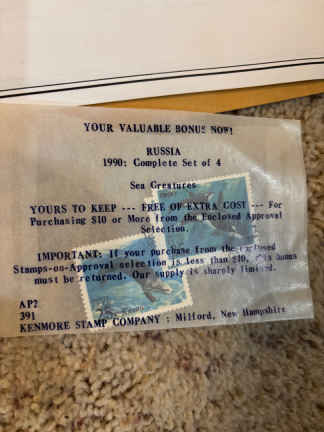 YOUR VALUABLE BONUS NOW!
RUSSIA
1990: Complete Set of 4
Sea Creatures
YOURS TO KEEP --- FREE OF EXTRA COST --- For
Purchasing $10 or More from the Enclosed Approval
Selection.
IMPORTANT: If your purchase from the Enclosed
Stamps-on-Approval selection is less than $10, this bonus
must be returned. Our supply is sharply limited.
AP2
391
KENMORE STAMP COMPANY : Milford, New Hampshire